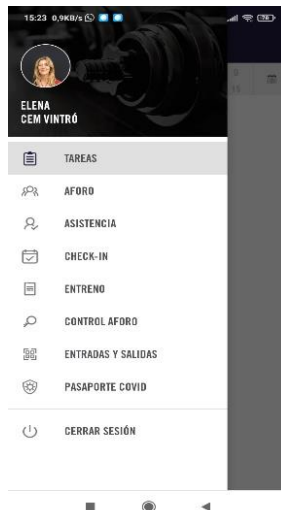 15:23 0,9KB/s
78
ELENA
CEM VINTRÓ
TAREAS
AFORO
ASISTENCIA
CHECK-IN
ENTRENO
CONTROL AFORO
ENTRADAS Y SALIDAS
PASAPORTE COVID
CERRAR SESIÓN